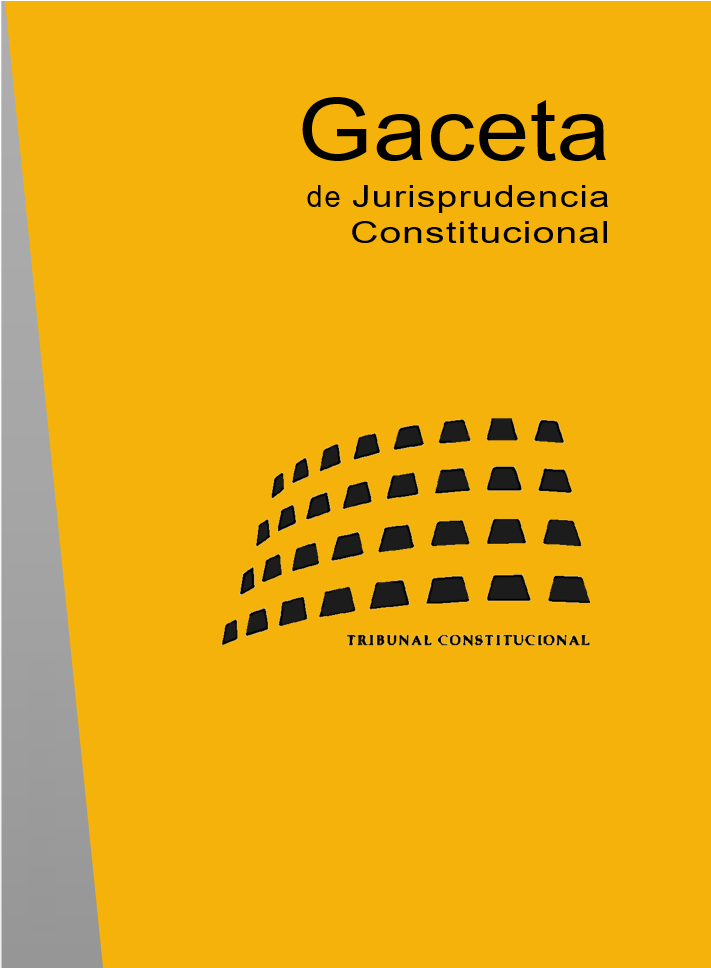 Gaceta
de Jurisprudencia
Constitucional
TRIBUNAL CONSTITUCIONAL